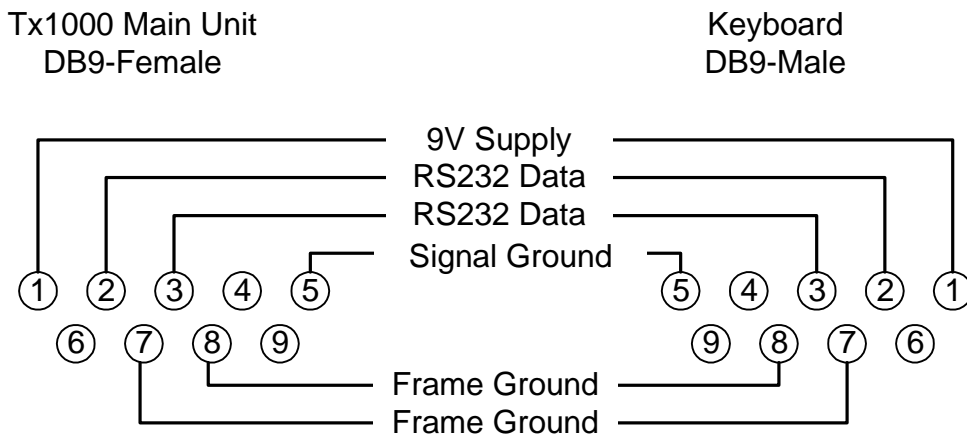 Tx1000 Main Unit
DB9-Female
Keyboard
DB9-Male
9V Supply
RS232 Data
RS232 Data
Signal Ground
1 2 3 4 5
5 4 3 2 1
6 7 8 9
9 8 7 6
Frame Ground
Frame Ground